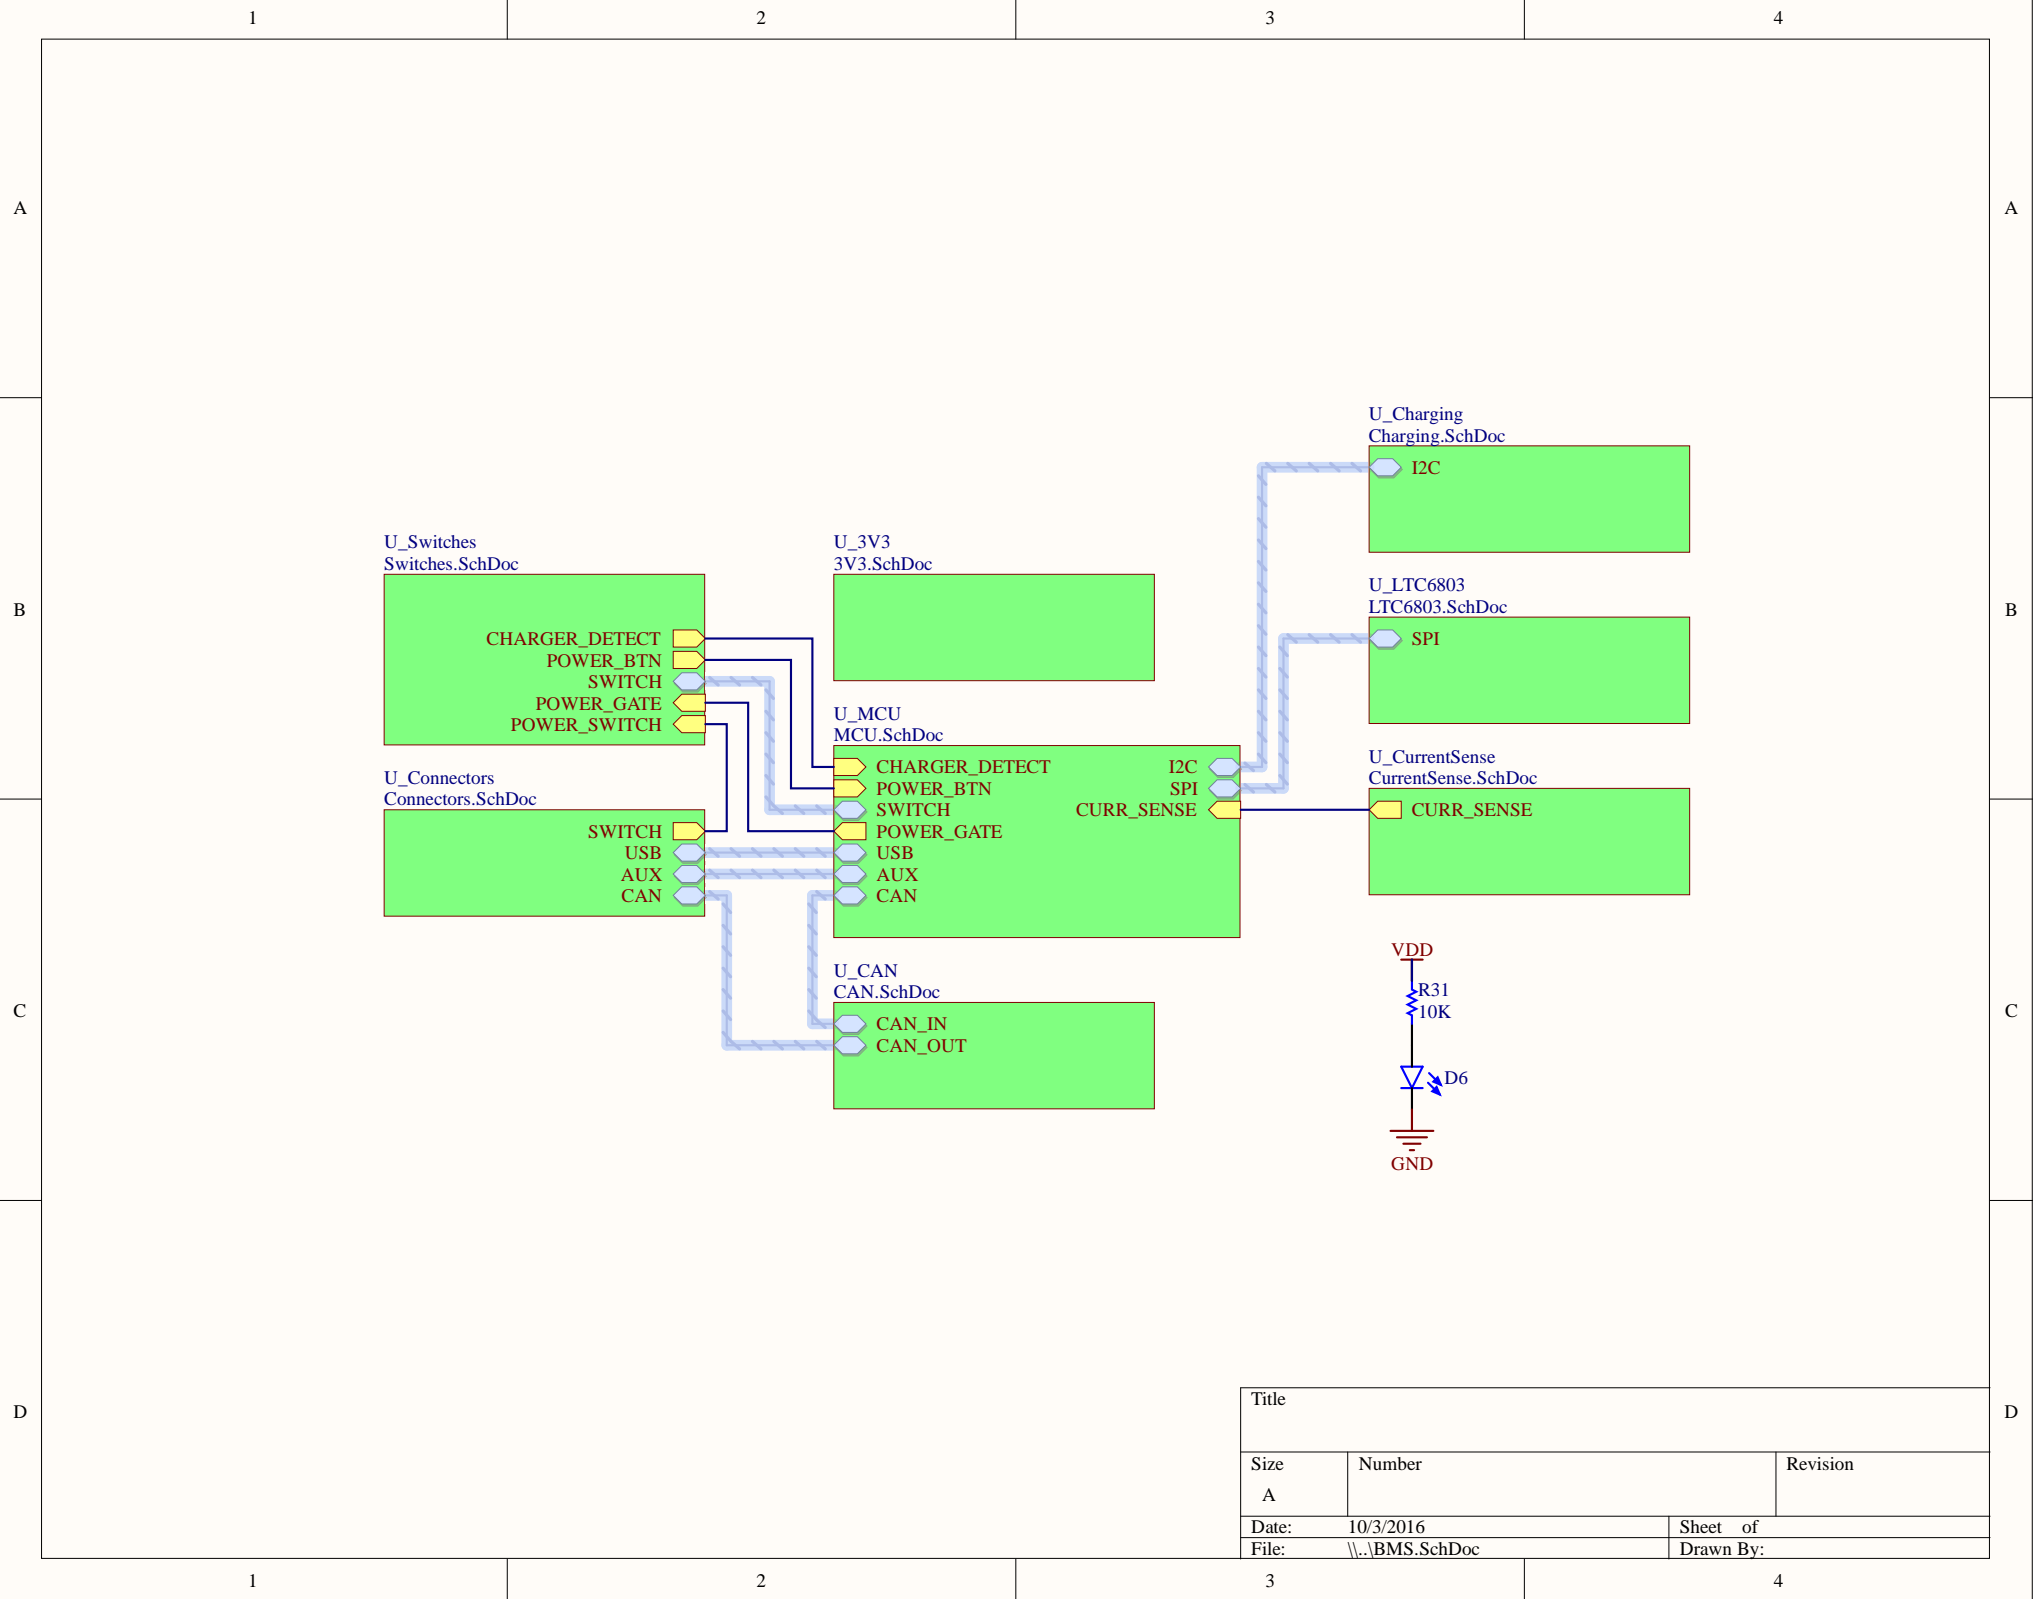 1 2 3 4
A A
U_Charging
Charging.SchDoc
I2C
U_Switches
Switches.SchDoc
CHARGER_DETECT
POWER_BTN
SWITCH
POWER_GATE
POWER_SWITCH
U_3V3
3V3.SchDoc
U_LTC6803
LTC6803.SchDoc
SPI
B B
U_MCU
MCU.SchDoc
CHARGER_DETECT I2C
POWER_BTN SPI
SWITCH CURR_SENSE
POWER_GATE
USB
AUX
CAN
U_CurrentSense
CurrentSense.SchDoc
CURR_SENSE
U_Connectors
Connectors.SchDoc
SWITCH
USB
AUX
CAN
U_CAN
CAN.SchDoc
CAN_IN
CAN_OUT
VDD
R31
10K
D6
GND
C C
D D
Title
Size Number Revision
A
Date: 10/3/2016 Sheet of
File: \\..\BMS.SchDoc Drawn By:
1 2 3 4